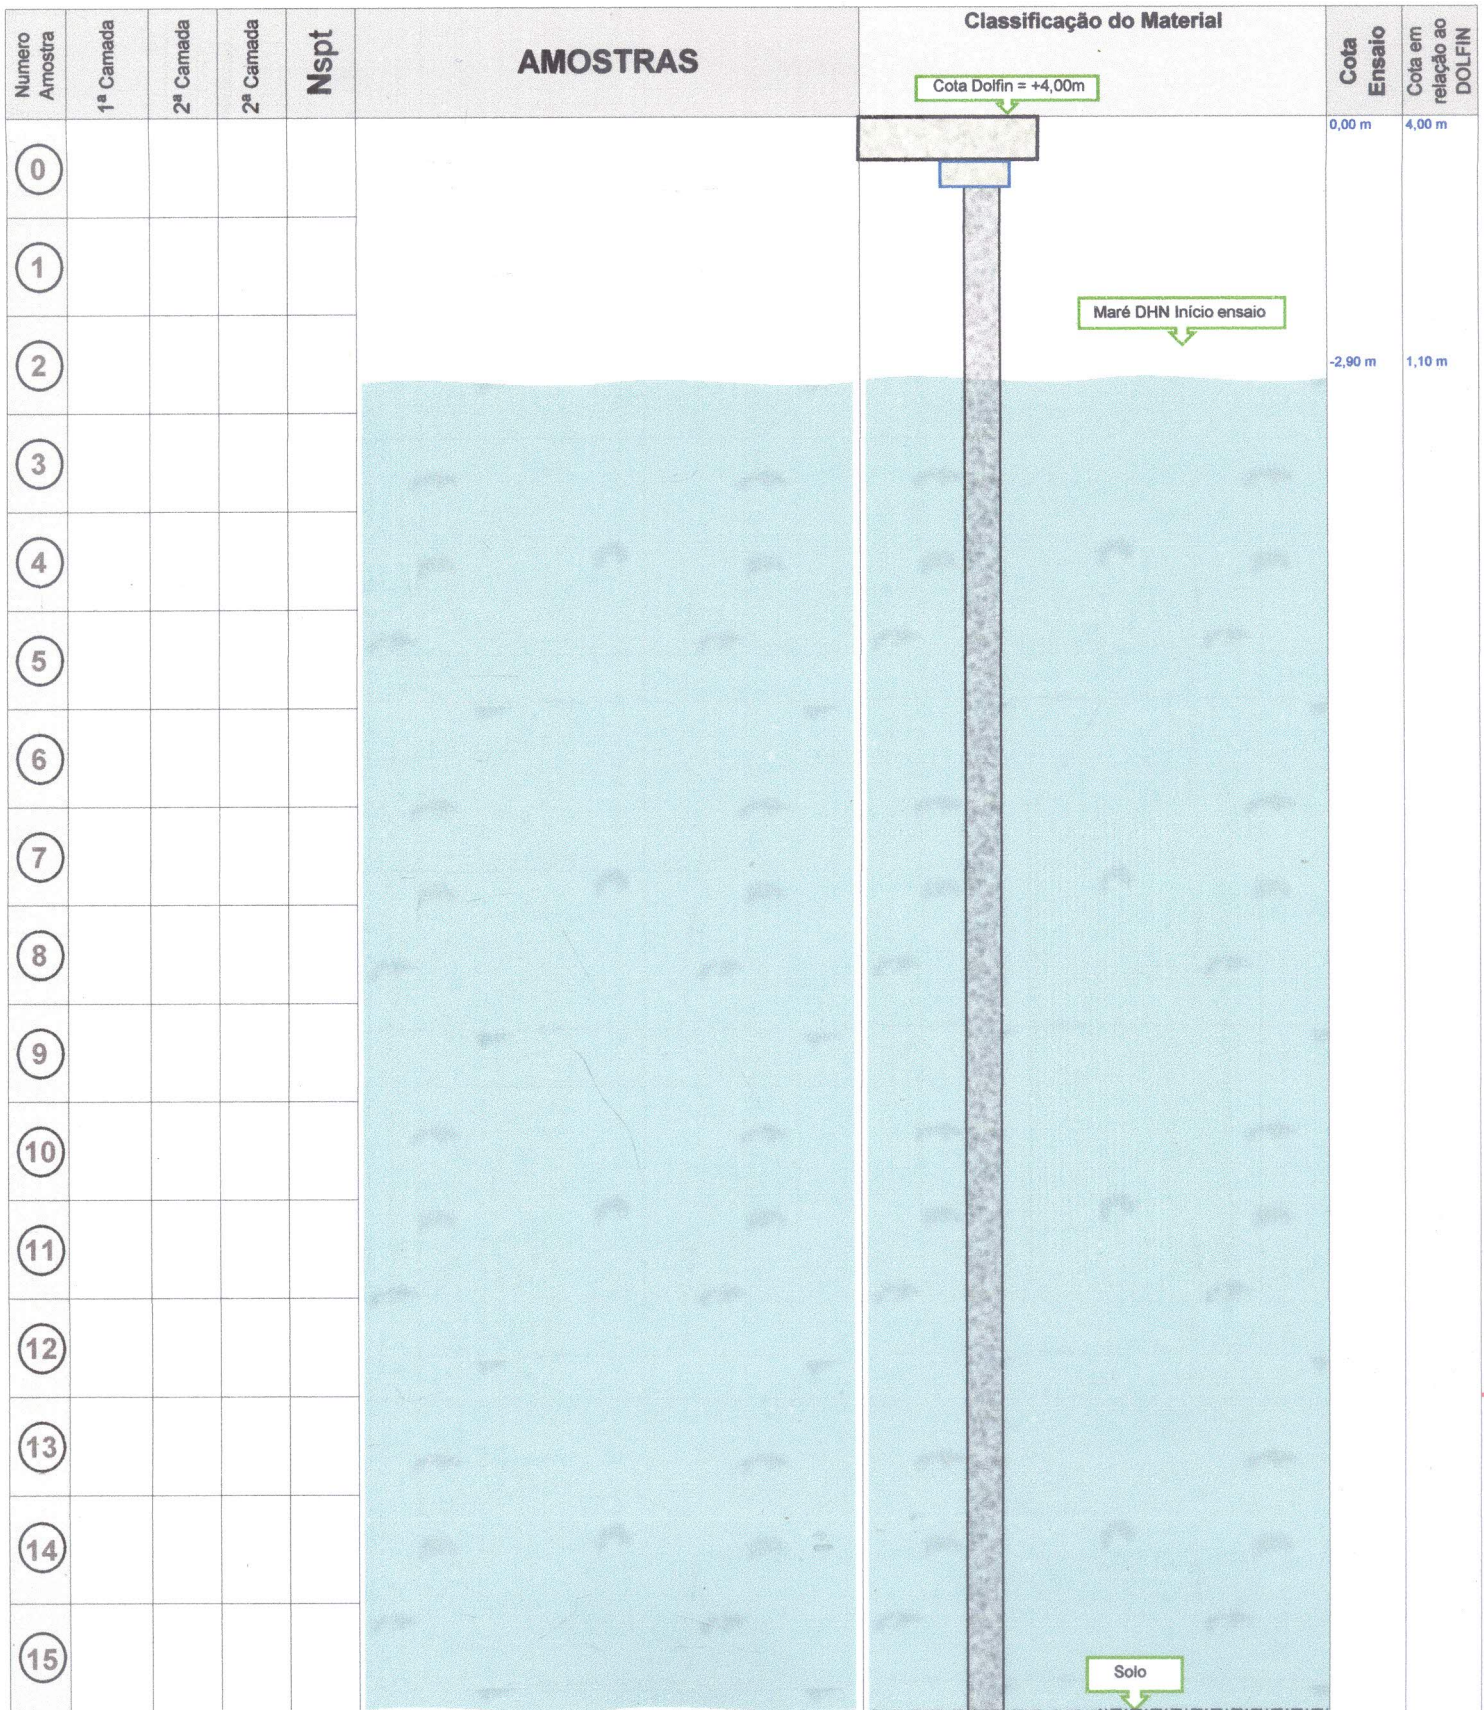 Numero
Amostra
1ª Camada
2ª Camada
2ª Camada
Nspt
AMOSTRAS
Classificação do Material
Cota
Ensaio
Cota em
relação ao
DOLFIN
Cota Dolfin = +4,00m
0,00 m
4,00 m
0
1
Maré DHN Início ensaio
2
-2,90 m
1,10 m
3
4
5
6
7
8
9
10
11
12
13
14
15
Solo